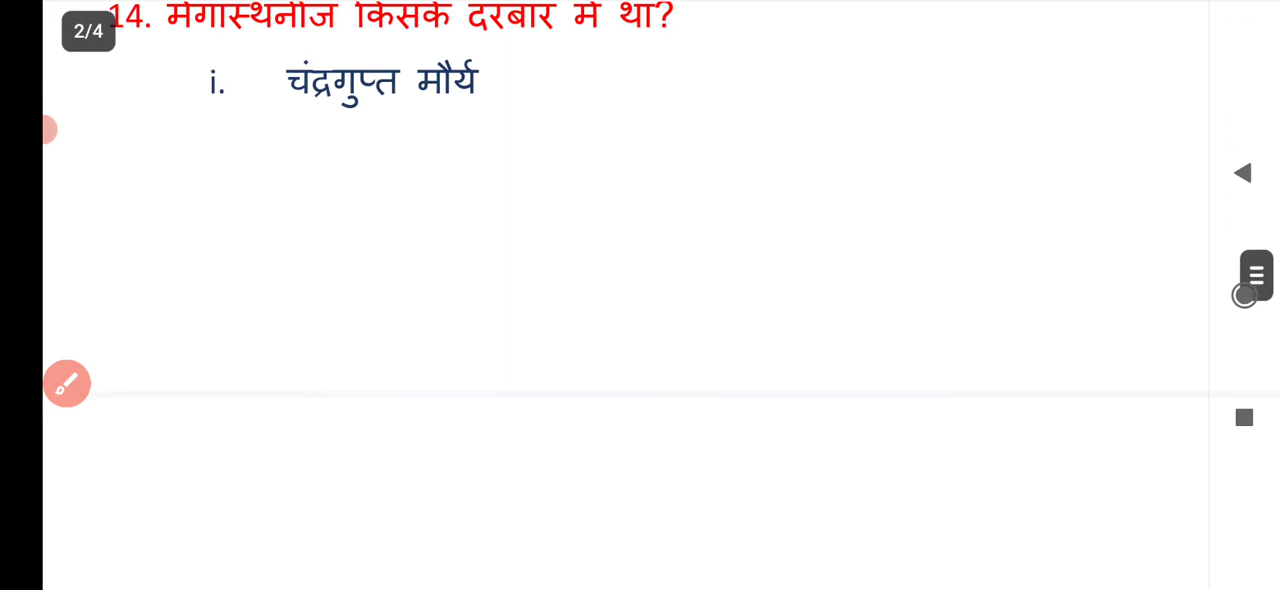 2/4
14. मेगास्थनीज किसके दरबार में था?
i. चंद्रगुप्त मौर्य